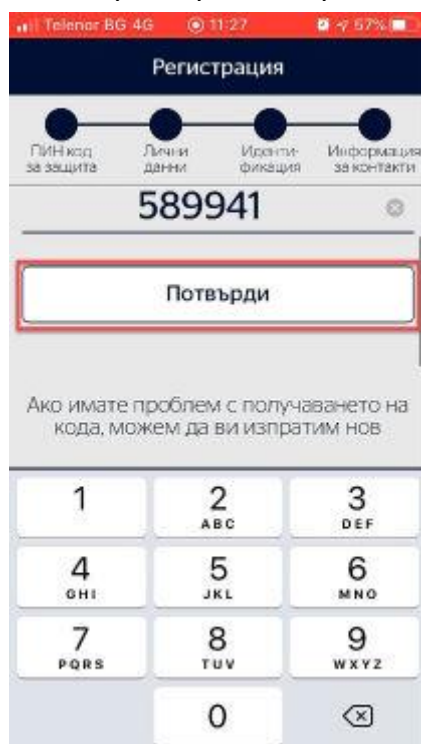 Telenor BG 4G 11:27 57%
Регистрация
ПИН код за защита
Лични данни
Иденти-фикация
Информация за контакти
589941
Потвърди
Ако имате проблем с получаването на
кода, можем да ви изпратим нов
1 2 3
ABC DEF
4 5 6
GHI JKL MNO
7 8 9
PQRS TUV WXYZ
0